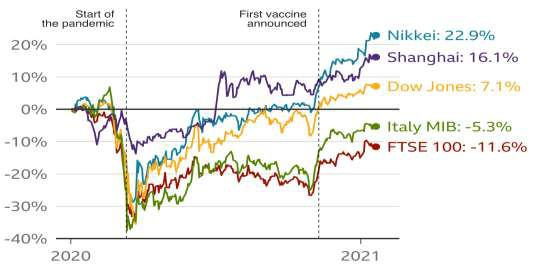 Start of
the pandemic
First vaccine
announced
20%
10%
0%
-10%
-20%
-30%
-40%
2020
2021
Nikkei: 22.9%
Shanghai: 16.1%
Dow Jones: 7.1%
Italy MIB: -5.3%
FTSE 100: -11.6%